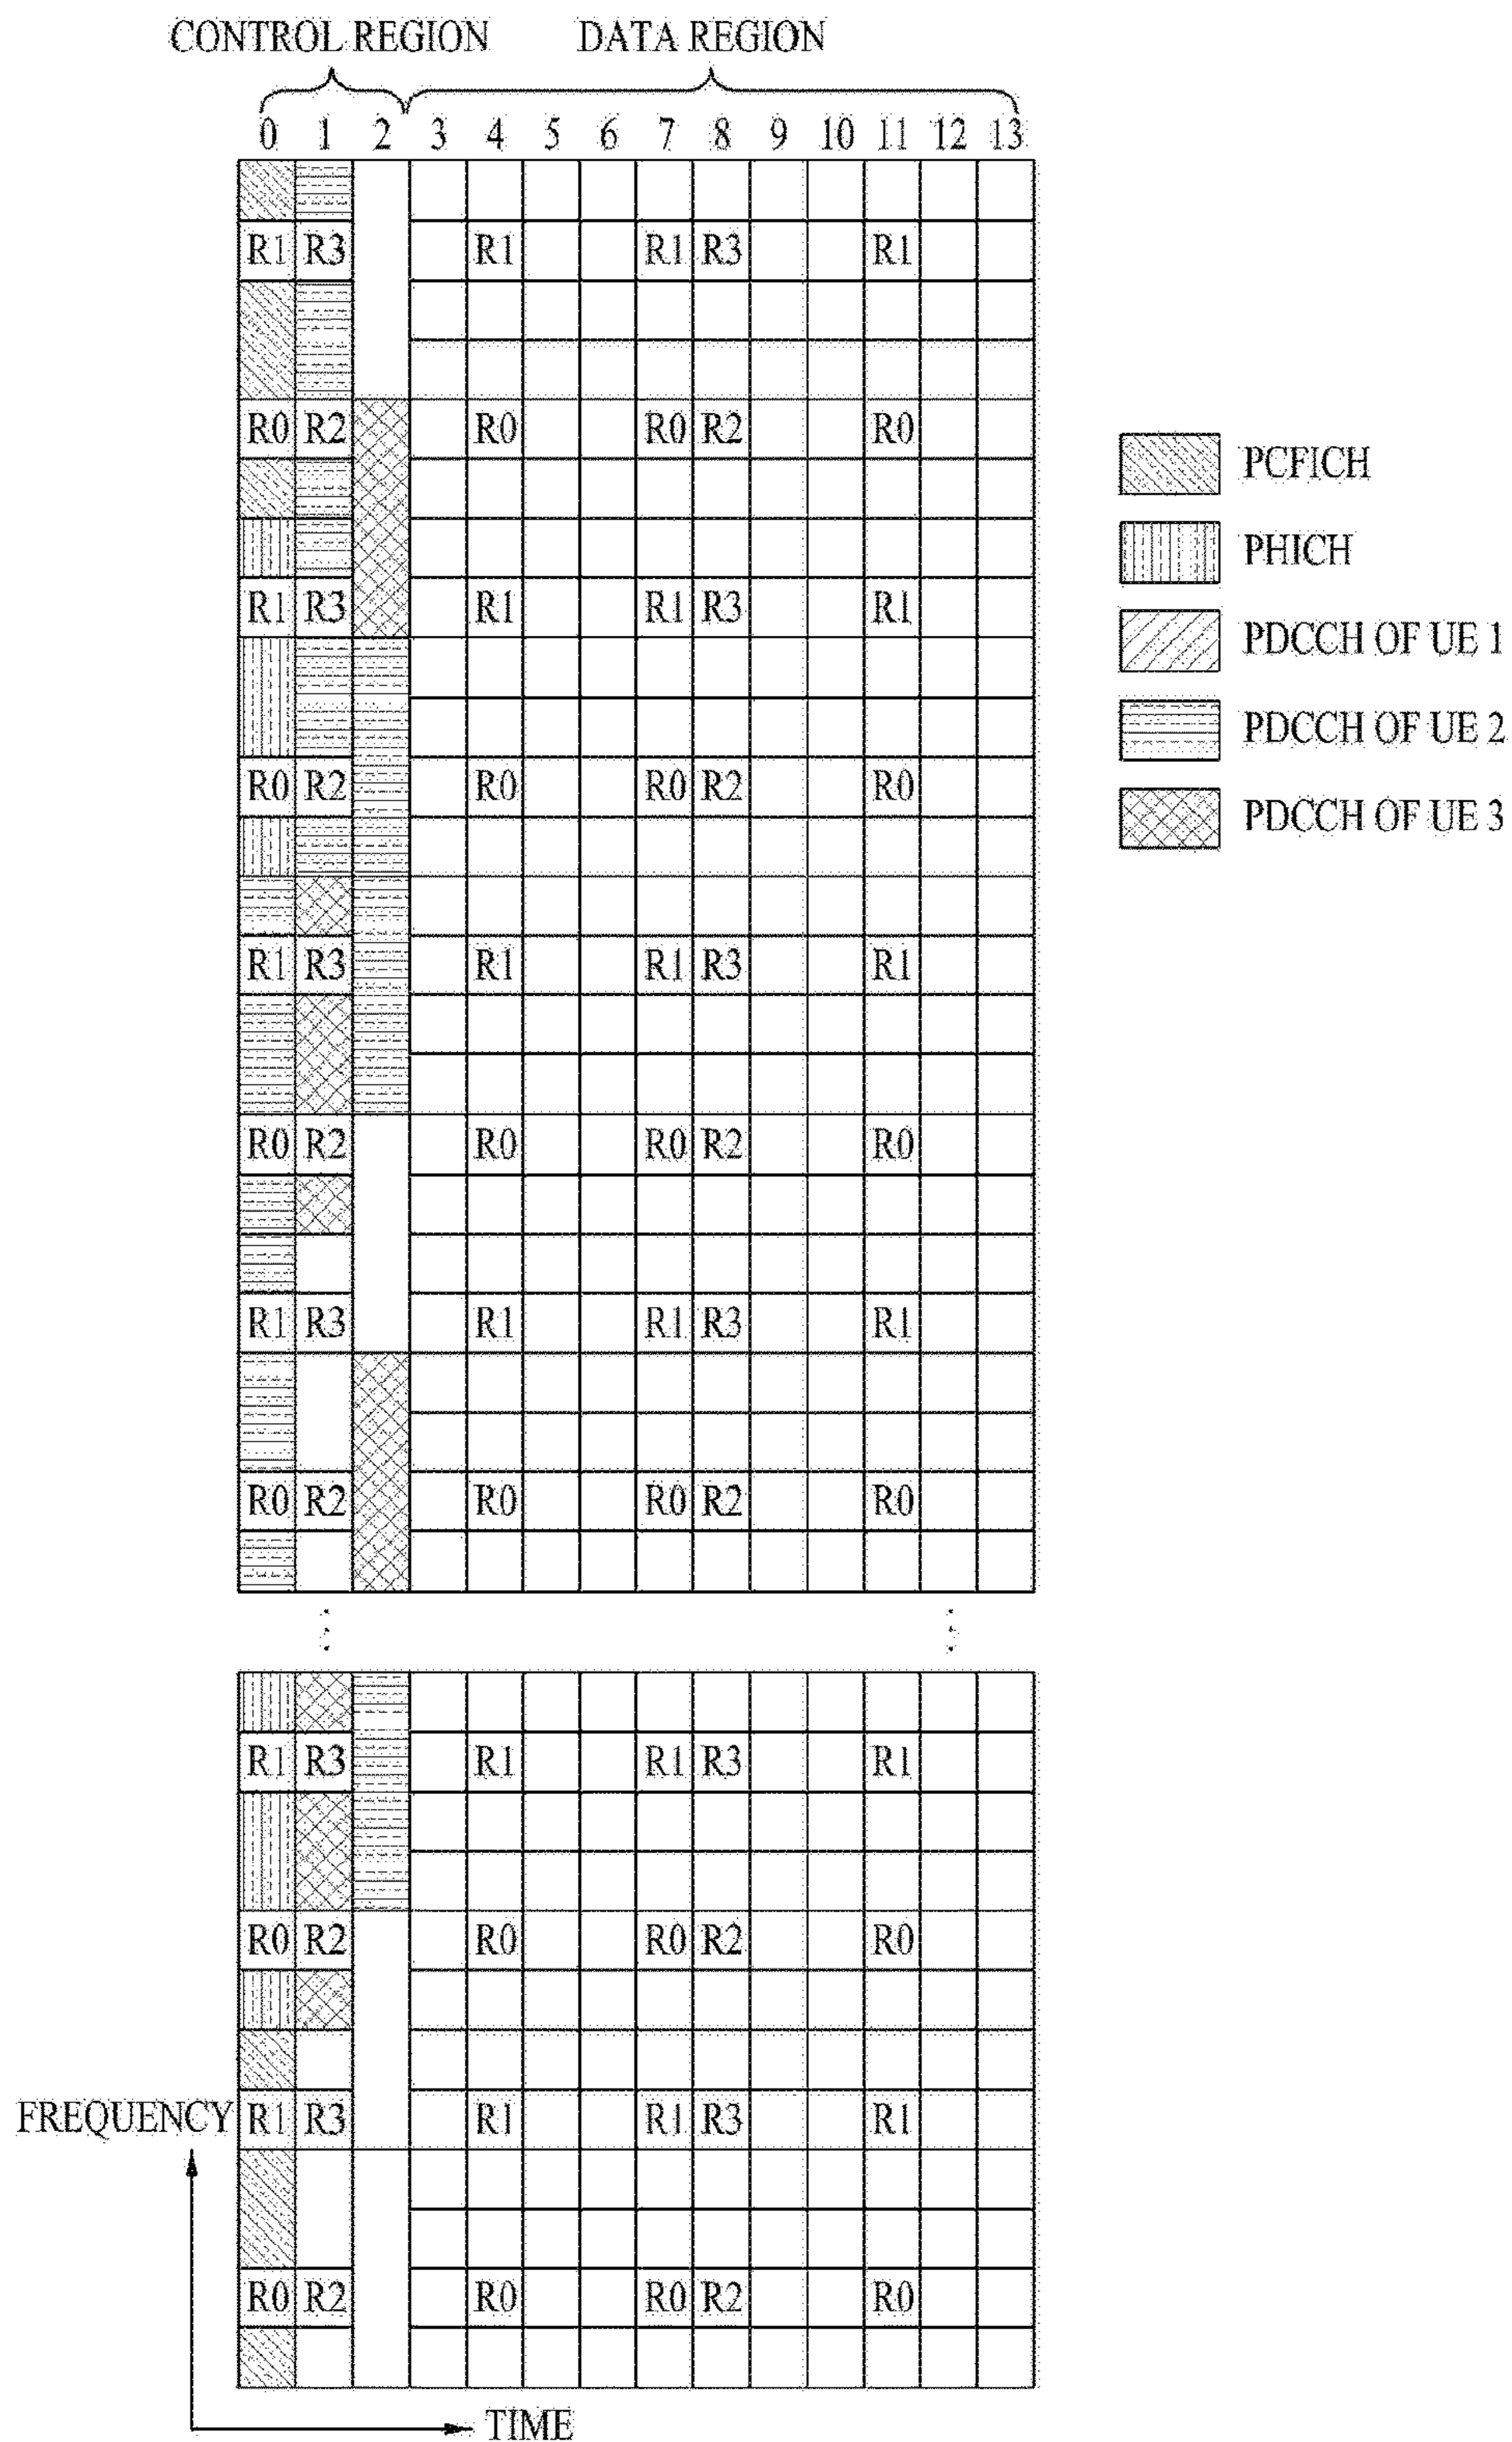 CONTROL REGION DATA REGION
0 1 2 3 4 5 6 7 8 9 10 11 12 13
R1 R3 R1 R1 R3 R1
R0 R2 R0 R0 R2 R0
PCFICH
PHICH
R1 R3 R1 R1 R3 R1
PDCCH OF UE 1
PDCCH OF UE 2
R0 R2 R0 R0 R2 R0
PDCCH OF UE 3
R1 R3 R1 R1 R3 R1
R0 R2 R0 R0 R2 R0
R1 R3 R1 R1 R3 R1
R0 R2 R0 R0 R2 R0
R1 R3 R1 R1 R3 R1
R0 R2 R0 R0 R2 R0
FREQUENCY R1 R3 R1 R1 R3 R1
R0 R2 R0 R0 R2 R0
TIME